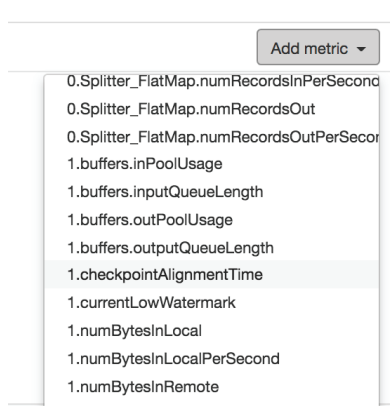 Add metric
0.Splitter_FlatMap.numRecordsInPerSecond
0.Splitter_FlatMap.numRecordsOut
0.Splitter_FlatMap.numRecordsOutPerSecon
1.buffers.inPoolUsage
1.buffers.inputQueueLength
1.buffers.outPoolUsage
1.buffers.outputQueueLength
1.checkpointAlignmentTime
1.currentLowWatermark
1.numBytesInLocal
1.numBytesInLocalPerSecond
1.numBytesInRemote